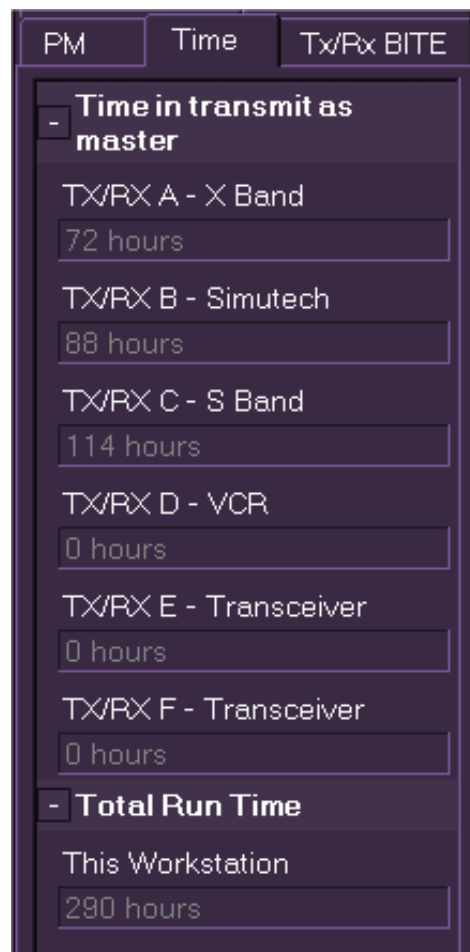 PM Time Tx/Rx BITE
- Time in transmit as
master
TX/RX A - X Band
72 hours
TX/RX B - Simutech
88 hours
TX/RX C - S Band
114 hours
TX/RX D - VCR
0 hours
TX/RX E - Transceiver
0 hours
TX/RX F - Transceiver
0 hours
- Total Run Time
This Workstation
290 hours